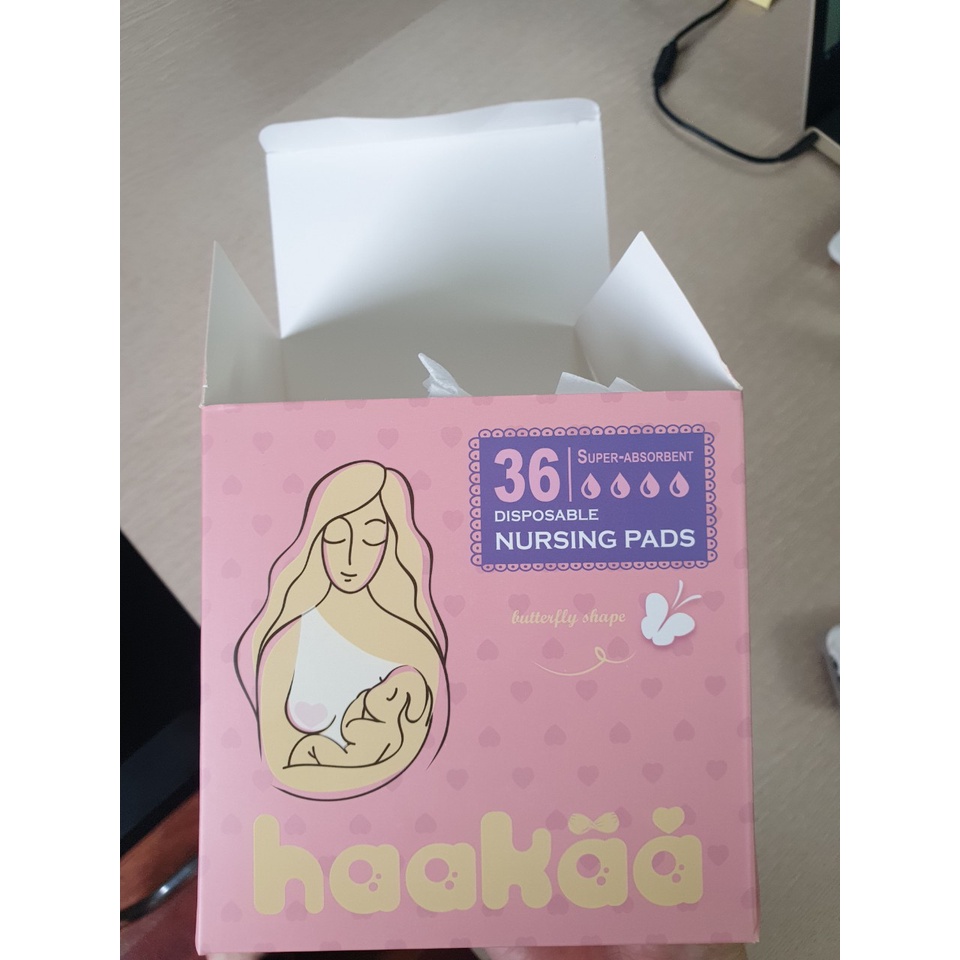 36
SUPER-ABSORBENT
DISPOSABLE
NURSING PADS
butterfly shape
haakaa